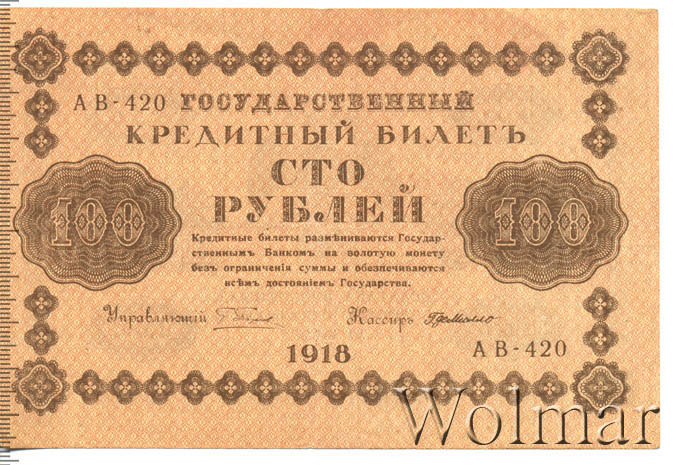 АВ-420 ГОСУДАРСТВЕННЫЙ
КРЕДИТНЫЙ БИЛЕТЪ
СТО
РУБЛЕЙ
100 100
Кредитные билеты размѣниваются Государ-
ственнымъ Банкомъ на золотую монету
безъ ограниченія суммы и обезпечиваются
всѣмъ достояніемъ Государства.
Управляющій Кассиръ
1918
АВ-420
Wolmar